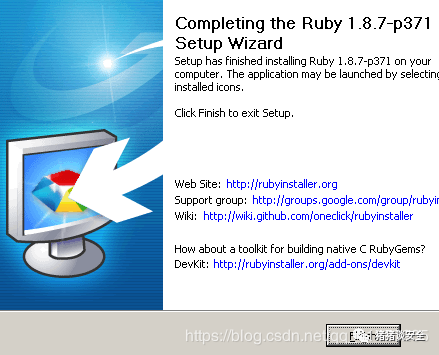 Completing the Ruby 1.8.7-p371
Setup Wizard
Setup has finished installing Ruby 1.8.7-p371 on your
computer. The application may be launched by selecting
installed icons.
Click Finish to exit Setup.
Web Site: http://rubyinstaller.org
Support group: http://groups.google.com/group/rubyin
Wiki: http://wiki.github.com/oneclick/rubyinstaller
How about a toolkit for building native C RubyGems?
DevKit: http://rubyinstaller.org/add-ons/devkit
https://blog.csdn.net/